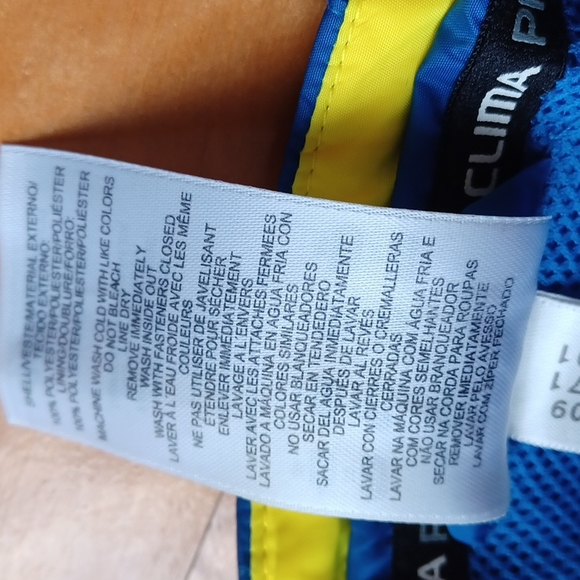 SHELL/VESTE/MATERIAL EXTERNO/
TECIDO EXTERNO:
100% POLYESTER/POLYESTER/POLIÉSTER
LINING/DOUBLURE/FORRO:
100% POLYESTER/POLYESTER/POLIÉSTER
MACHINE WASH COLD WITH LIKE COLORS
DO NOT BLEACH
LINE DRY
REMOVE IMMEDIATELY
WASH INSIDE OUT
WASH WITH FASTENERS CLOSED
LAVER À L'EAU FROIDE AVEC LES MÊME
COULEURS
NE PAS UTILISER DE JAVELISANT
ÉTENDRE POUR SÉCHER
ENLEVER IMMÉDIATEMENT
LAVAGE À L'ENVERS
LAVER AVEC LES ATTACHES FERMÉES
LAVADO A MÁQUINA EN AGUA FRÍA CON
COLORES SIMILARES
NO USAR BLANQUEADORES
SECAR EN TENDEDERO
SACAR DEL AGUA INMEDIATAMENTE
DESPUES DE LAVAR
LAVAR AL REVÉS
LAVAR CON CIERRES O CREMALLERAS
CERRADAS
LAVAR NA MÁQUINA COM ÁGUA FRIA E
COM CORES SEMELHANTES
NÃO USAR BRANQUEADOR
SECAR NA CORDA PARA ROUPAS
REMOVER IMEDIATAMENTE
LAVAR PELO AVESSO
LAVAR COM ZÍPER FECHADO
CLIMA